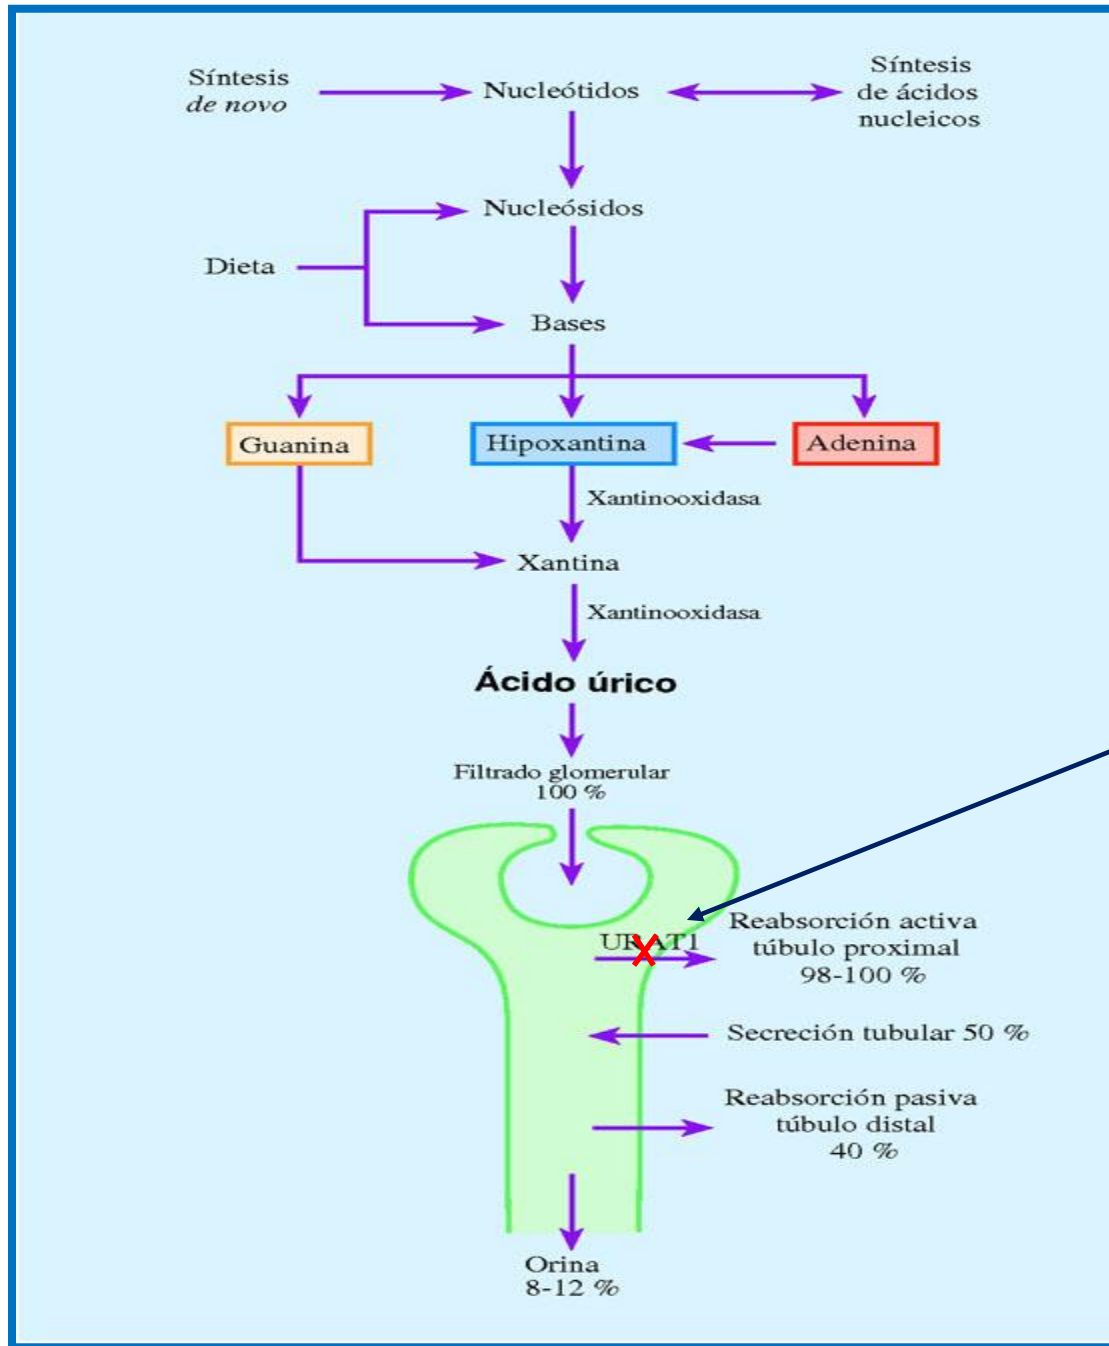 Síntesis
de novo
Nucleótidos
Síntesis
de ácidos
nucleicos
Nucleósidos
Dieta
Bases
Guanina
Hipoxantina
Adenina
Xantinooxidasa
Xantina
Xantinooxidasa
Ácido úrico
Filtrado glomerular
100 %
URAT1
Reabsorción activa
túbulo proximal
98-100 %
Secreción tubular 50 %
Reabsorción pasiva
túbulo distal
40 %
Orina
8-12 %